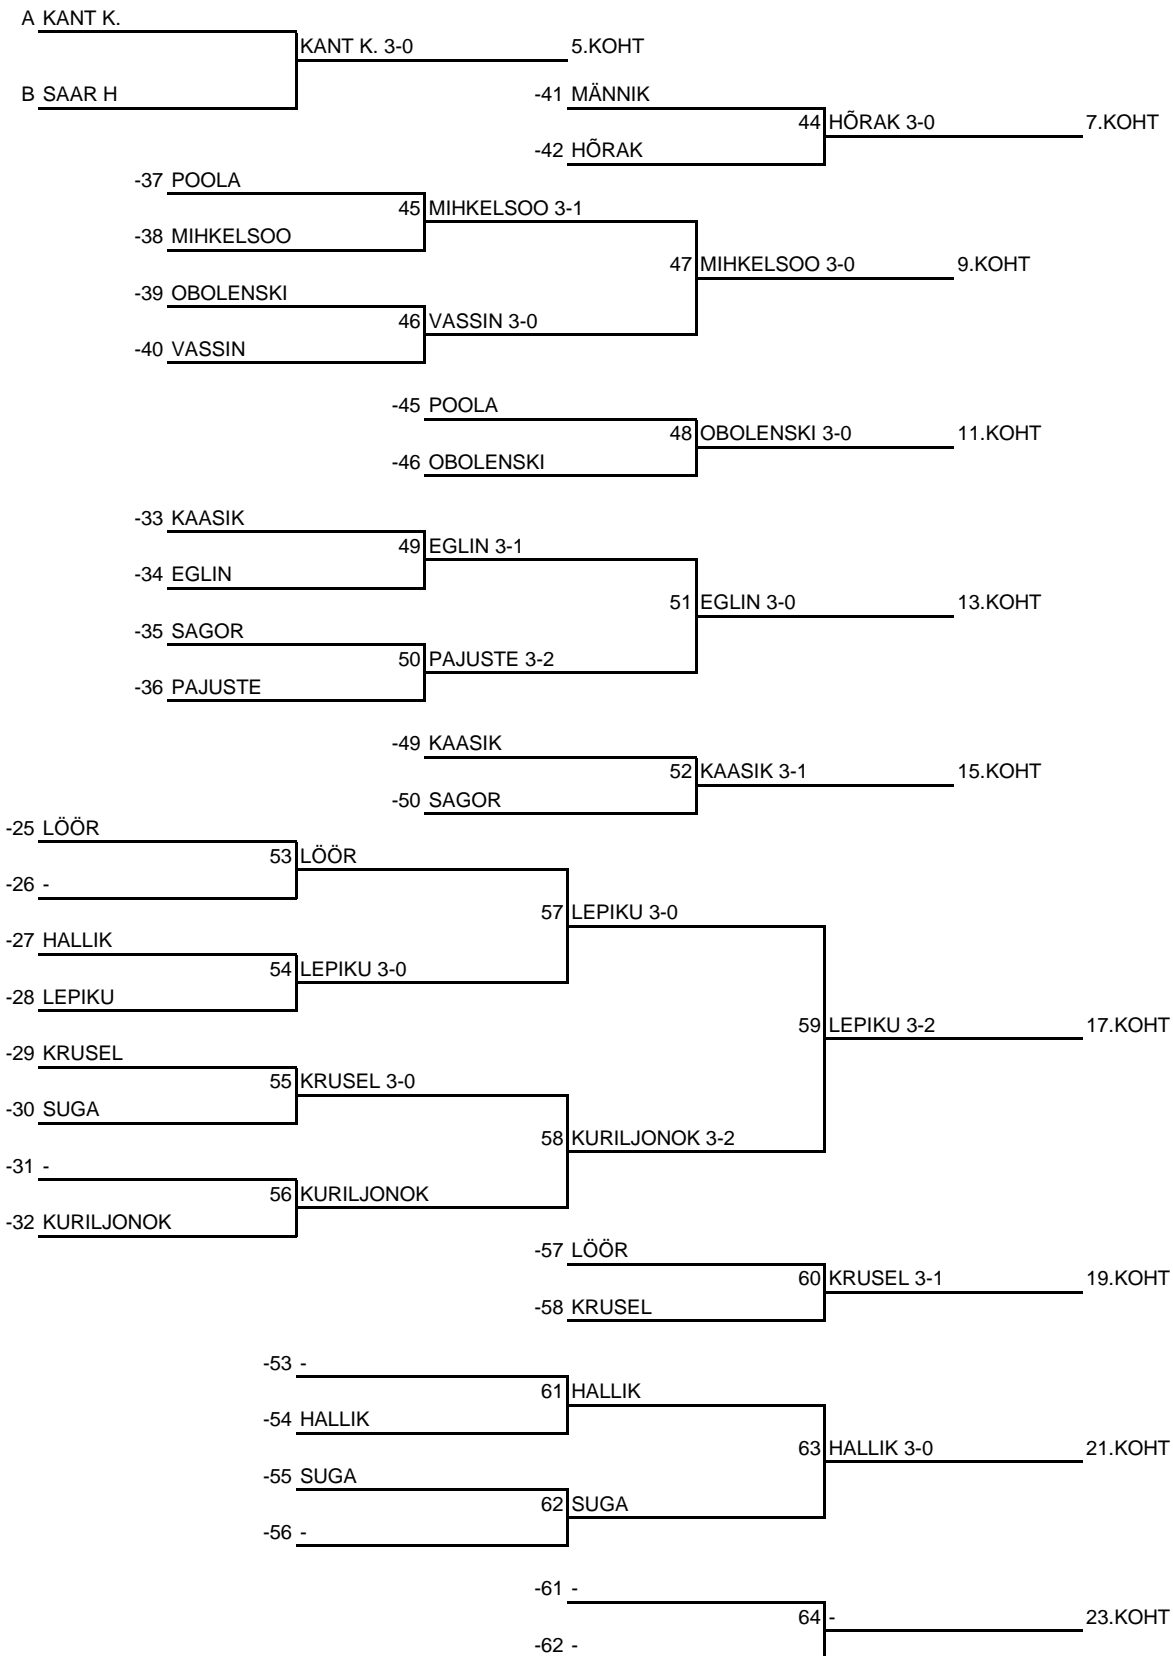 A KANT K.
KANT K. 3-0 5.KOHT
B SAAR H -41 MÄNNIK
44 HÕRAK 3-0 7.KOHT
-42 HÕRAK
-37 POOLA
45 MIHKELSOO 3-1
-38 MIHKELSOO
47 MIHKELSOO 3-0 9.KOHT
-39 OBOLENSKI
46 VASSIN 3-0
-40 VASSIN
-45 POOLA
48 OBOLENSKI 3-0 11.KOHT
-46 OBOLENSKI
-33 KAASIK
49 EGLIN 3-1
-34 EGLIN
51 EGLIN 3-0 13.KOHT
-35 SAGOR
50 PAJUSTE 3-2
-36 PAJUSTE
-49 KAASIK
52 KAASIK 3-1 15.KOHT
-50 SAGOR
-25 LÖÖR
53 LÖÖR
-26 -
57 LEPIKU 3-0
-27 HALLIK
54 LEPIKU 3-0
-28 LEPIKU
59 LEPIKU 3-2 17.KOHT
-29 KRUSEL
55 KRUSEL 3-0
-30 SUGA
58 KURILJONOK 3-2
-31 -
56 KURILJONOK
-32 KURILJONOK
-57 LÖÖR
60 KRUSEL 3-1 19.KOHT
-58 KRUSEL
-53 -
61 HALLIK
-54 HALLIK
63 HALLIK 3-0 21.KOHT
-55 SUGA
62 SUGA
-56 -
-61 -
64 - 23.KOHT
-62 -